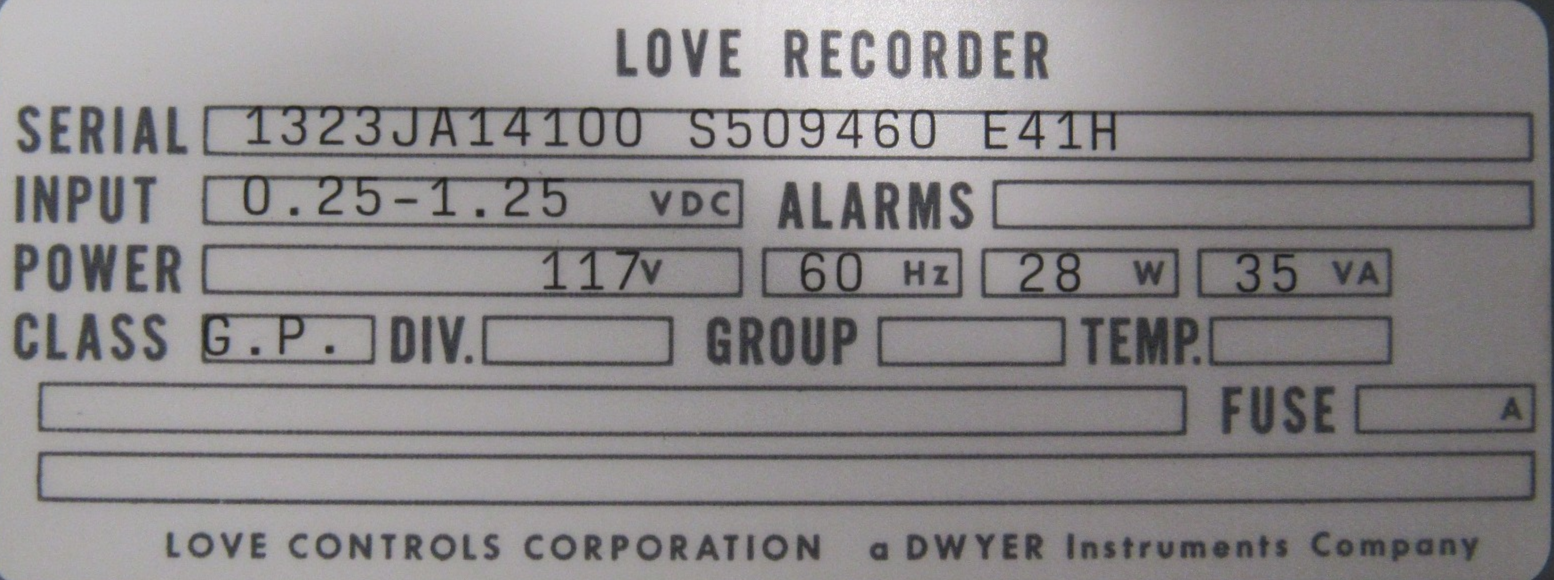 LOVE RECORDER
SERIAL 1323JA14100 S509460 E41H
INPUT 0.25-1.25 VDC ALARMS
POWER 117V 60 Hz 28 W 35 VA
CLASS G.P. DIV. GROUP TEMP.
FUSE A
LOVE CONTROLS CORPORATION a DWYER Instruments Company